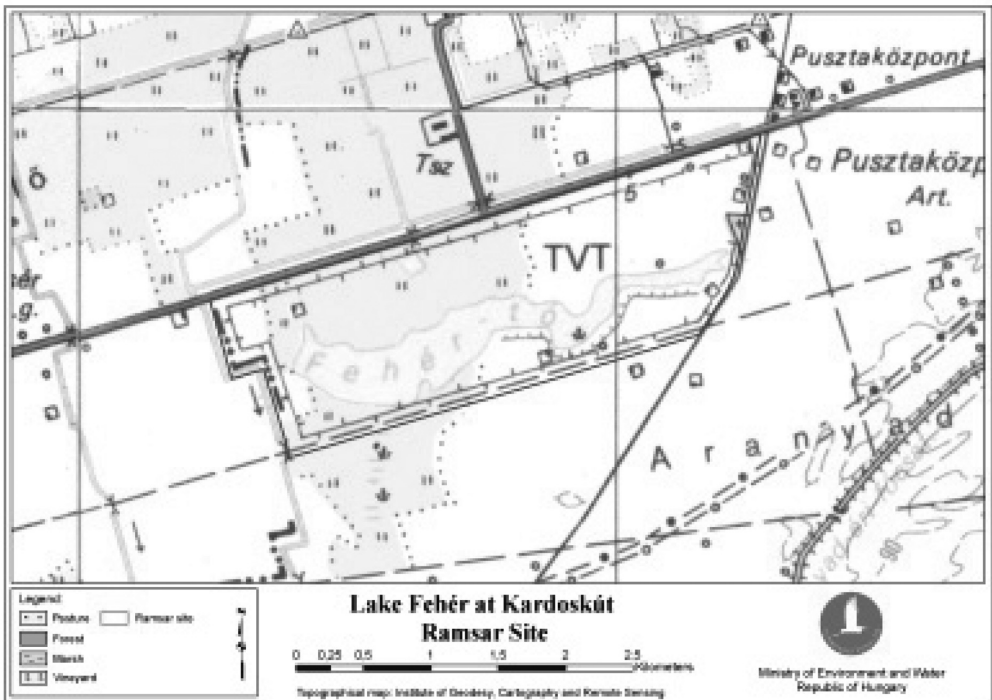 Pusztaközpont
Tsz
Ő
Pusztaközp
Art.
5
TVT
Fehér-tó
Aranyad
Legend:
Pasture Ramsar site
Forest
Marsh
Vineyard
Lake Fehér at Kardoskút
Ramsar Site
0 0,25 0,5 1 1,5 2 2,5
Kilometers
Topographical map: Institute of Geodesy, Cartography and Remote Sensing
Ministry of Environment and Water
Republic of Hungary